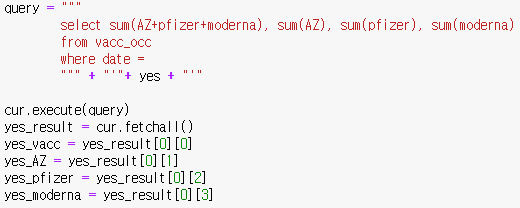 query = """
select sum(AZ+pfizer+moderna), sum(AZ), sum(pfizer), sum(moderna)
from vacc_occ
where date =
""" + "'"+ yes + "'"
cur.execute(query)
yes_result = cur.fetchall()
yes_vacc = yes_result[0][0]
yes_AZ = yes_result[0][1]
yes_pfizer = yes_result[0][2]
yes_moderna = yes_result[0][3]